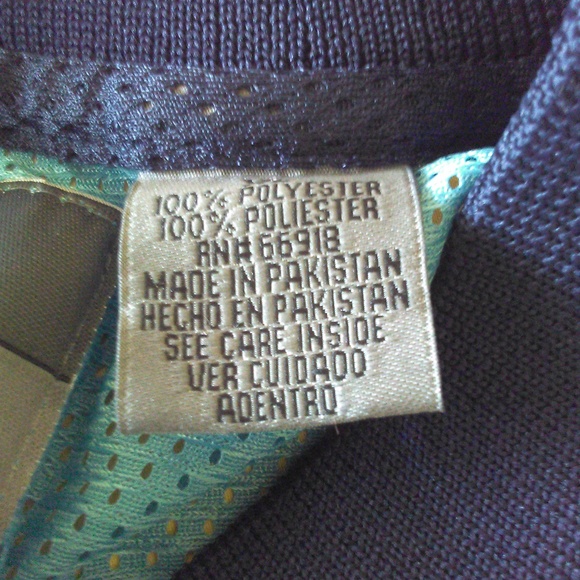 100% POLYESTER
100% POLIESTER
RN# 66918
MADE IN PAKISTAN
HECHO EN PAKISTAN
SEE CARE INSIDE
VER CUIDADO
ADENTRO